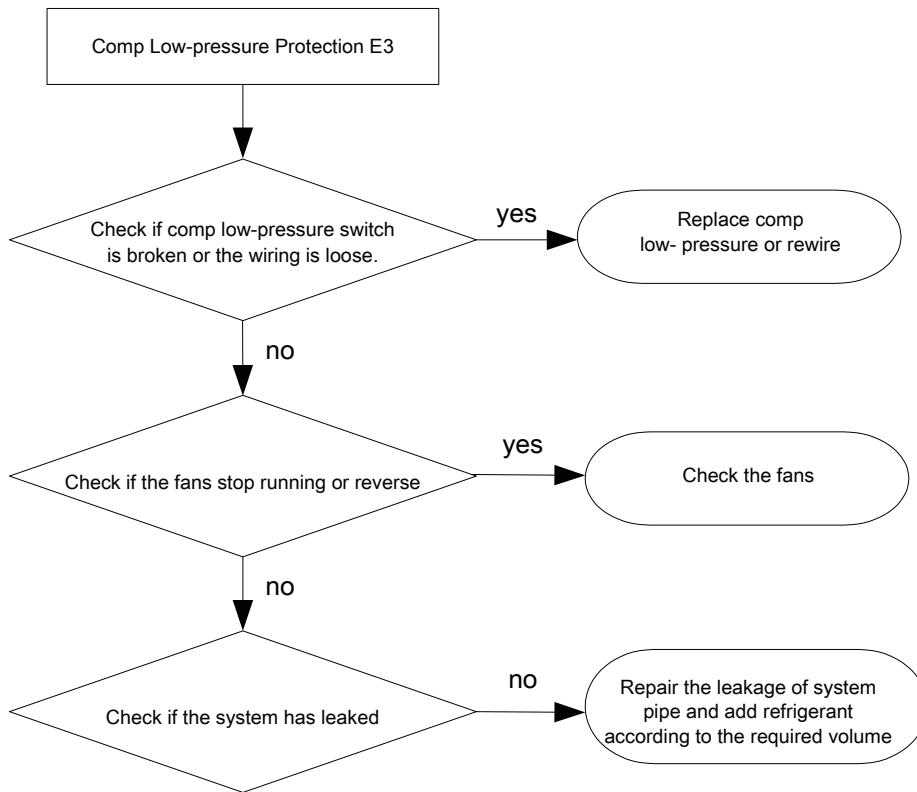 Comp Low-pressure Protection E3
Check if comp low-pressure switch
is broken or the wiring is loose.
yes
Replace comp
low- pressure or rewire
no
Check if the fans stop running or reverse
yes
Check the fans
no
Check if the system has leaked
no
Repair the leakage of system
pipe and add refrigerant
according to the required volume